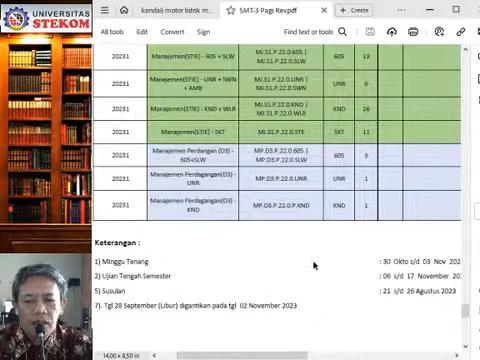 UNIVERSITAS
STEKOM
kendali motor listrik m
SMT-3 Pagi Rev.pdf
+ Create
All tools Edit Convert Sign
Find text or tools
20231 Manajemen(STIE) - 605 + SLW MJ.S1.P.22.0.605 | MJ.S1.P.22.0.SLW 605 13
20231 Manajemen(STIE) - UNR + SWN + AMB MJ.S1.P.22.0.UNR | MJ.S1.P.22.0.SWN UNR 6
20231 Manajemen(STIE) - KND + WLR MJ.S1.P.22.0.KND | MJ.S1.P.22.0.WLR KND 26
20231 Manajemen(STIE) - SKT MJ.S1.P.22.0.STE SKT 11
20231 Manajemen Perdangan(D3) - 605+SLW MP.D3.P.22.0.605 | MP.D3.P.22.0.SLW 605 3
20231 Manajemen Perdangan(D3) - UNR MP.D3.P.22.0.UNR UNR 1
20231 Manajemen Perdangan(D3) - KND MP.D3.P.22.0.P.KND KND 1
Keterangan :
1) Minggu Tenang : 30 Okto s/d 03 Nov 202
2) Ujian Tengah Semester : 06 s/d 17 November 20
5) Susulan : 21 s/d 26 Agustus 2023
7). Tgl 28 September (Libur) digantikan pada tgl 02 November 2023
14,00 x 8,50 in